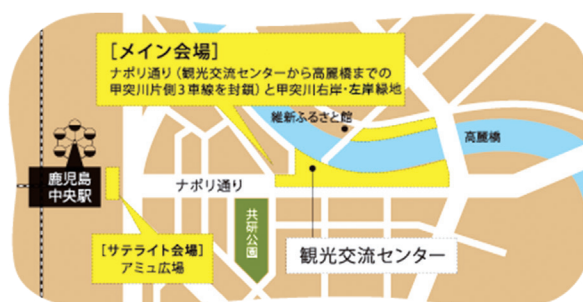 [メイン会場]
ナポリ通り(観光交流センターから高麗橋までの
甲突川片側3車線を封鎖)と甲突川右岸・左岸緑地
維新ふるさと館
高麗橋
鹿児島
中央駅
ナポリ通り
共研公園
[サテライト会場]
アミュ広場
観光交流センター